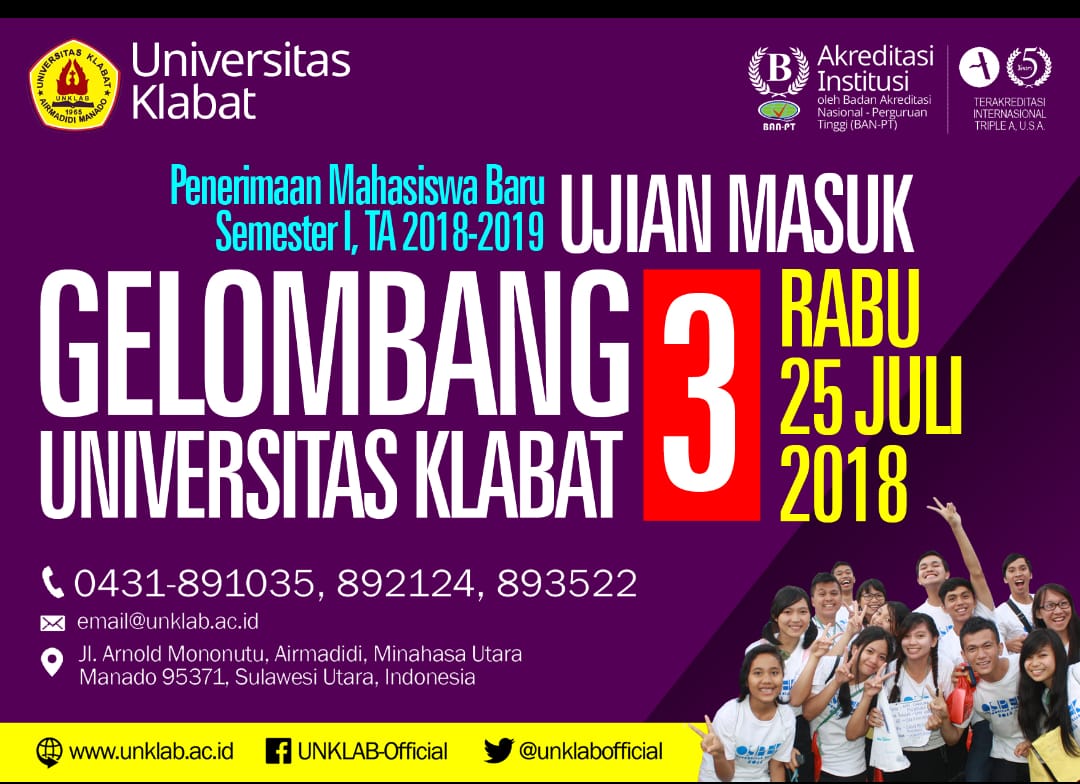 UNIVERSITAS KLABAT
UNKLAB
1965
AIRMADIDI MANADO
Universitas
Klabat
B
BAN-PT
Akreditasi
Institusi
oleh Badan Akreditasi
Nasional - Perguruan
Tinggi (BAN-PT)
5
Years
TERAKREDITASI
INTERNASIONAL
TRIPLE A, U.S.A.
Penerimaan Mahasiswa Baru
Semester I, TA 2018-2019
UJIAN MASUK
GELOMBANG 3
UNIVERSITAS KLABAT
RABU
25 JULI
2018
0431-891035, 892124, 893522
email@unklab.ac.id
Jl. Arnold Mononutu, Airmadidi, Minahasa Utara
Manado 95371, Sulawesi Utara, Indonesia
www.unklab.ac.id
UNKLAB-Official
@unklabofficial